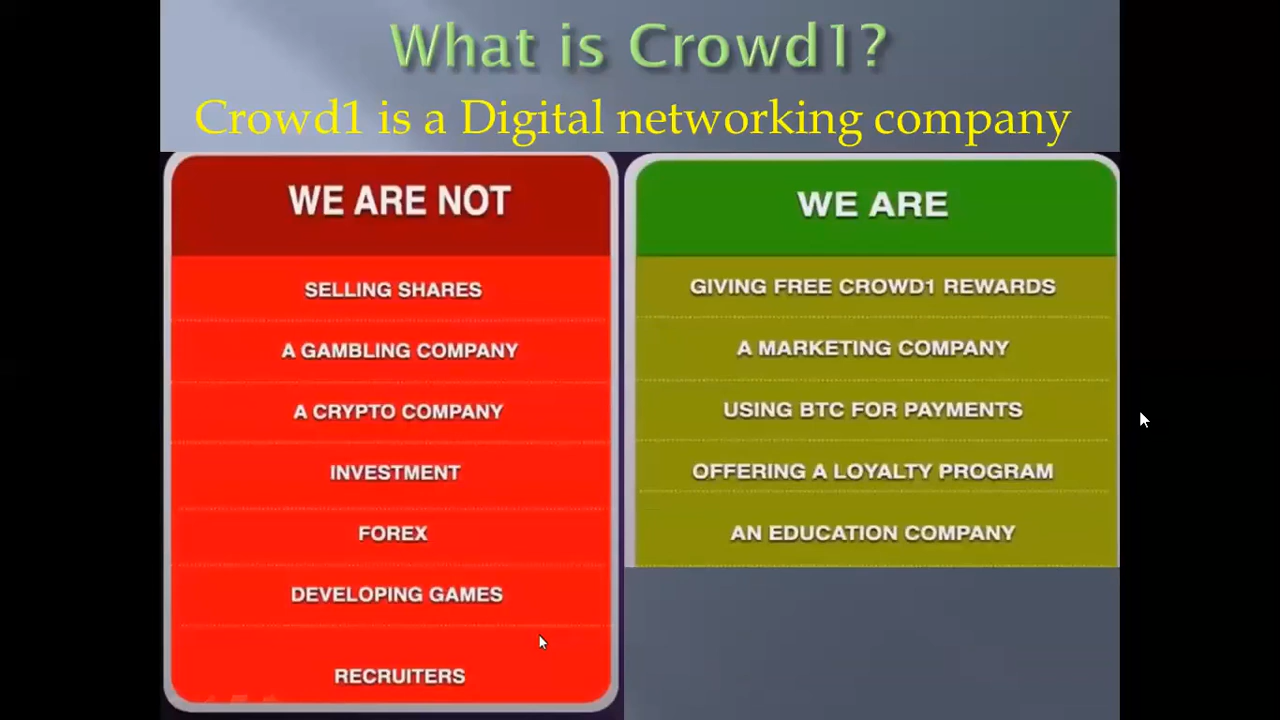 What is Crowd1?
Crowd1 is a Digital networking company
WE ARE NOT
SELLING SHARES
A GAMBLING COMPANY
A CRYPTO COMPANY
INVESTMENT
FOREX
DEVELOPING GAMES
RECRUITERS
WE ARE
GIVING FREE CROWD1 REWARDS
A MARKETING COMPANY
USING BTC FOR PAYMENTS
OFFERING A LOYALTY PROGRAM
AN EDUCATION COMPANY